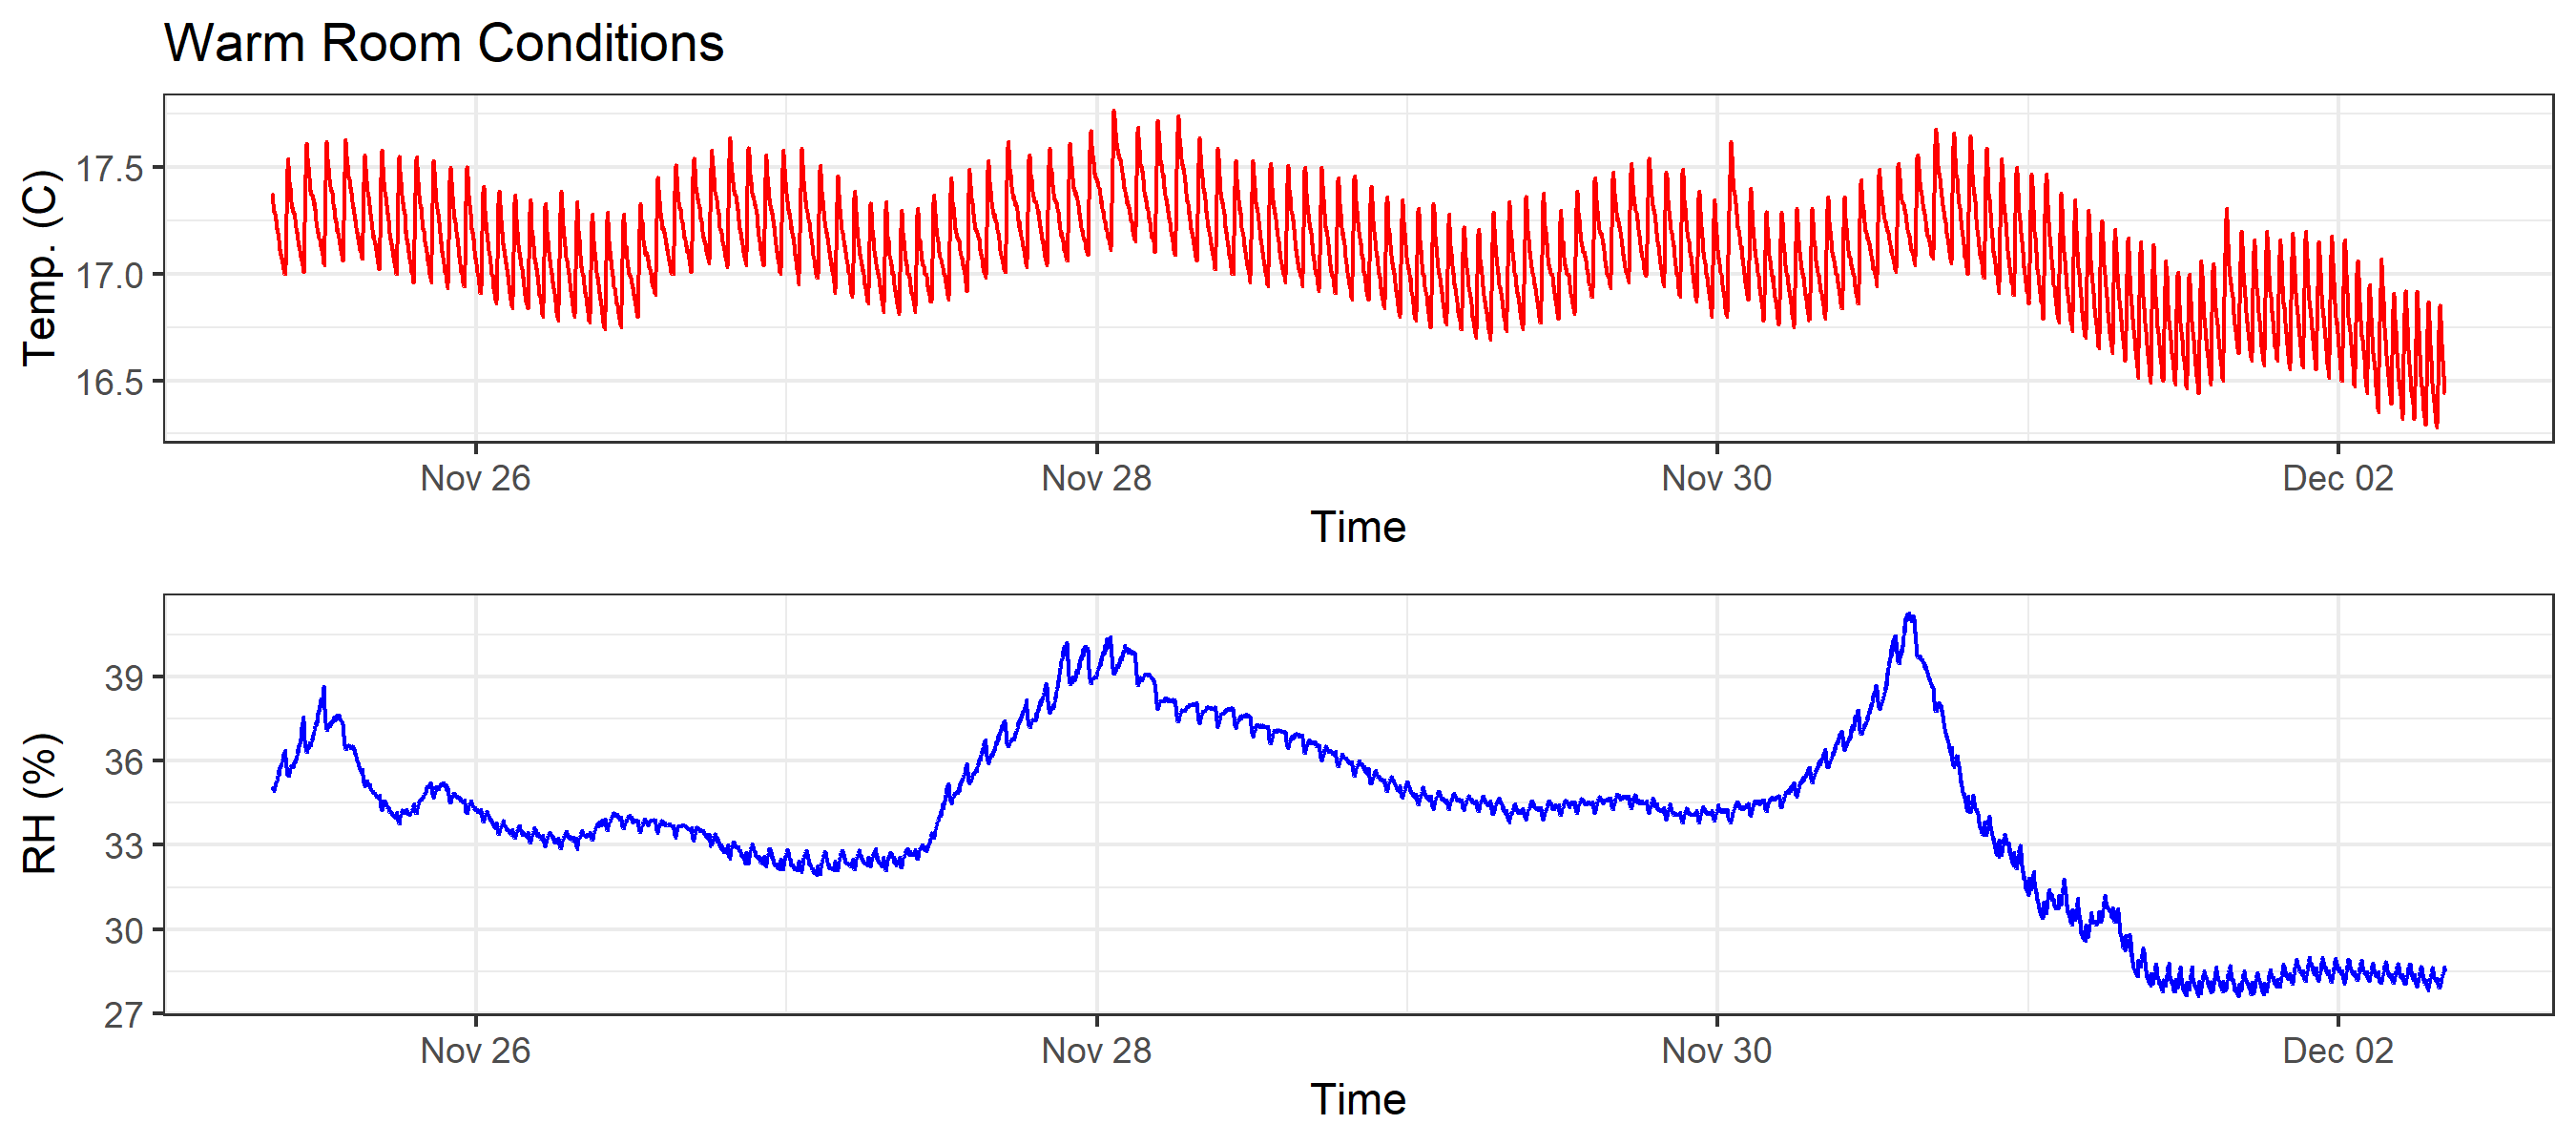 Warm Room Conditions
Temp. (C)
17.5
17.0
16.5
Nov 26 Nov 28 Nov 30 Dec 02
Time
RH (%)
39
36
33
30
27
Nov 26 Nov 28 Nov 30 Dec 02
Time